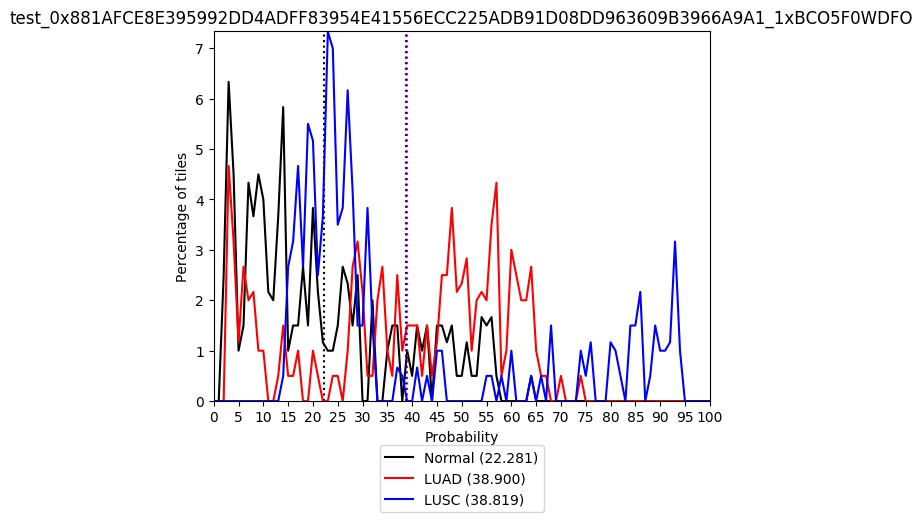 test_0x881AFCE8E395992DD4ADFF83954E41556ECC225ADB91D08DD963609B3966A9A1_1xBCO5F0WDFO
7
6
5
4
3
2
1
0
Percentage of tiles
0 5 10 15 20 25 30 35 40 45 50 55 60 65 70 75 80 85 90 95 100
Probability
Normal (22.281)
LUAD (38.900)
LUSC (38.819)